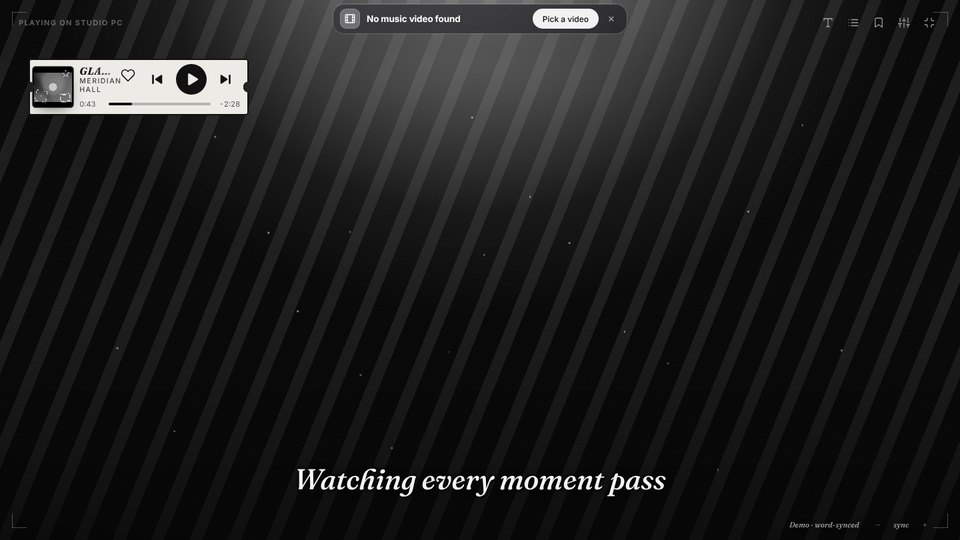 PLAYING ON STUDIO PC
No music video found
Pick a video
GLA...
MERIDIAN
HALL
0:43
-2:28
Watching every moment pass
Demo · word-synced
− sync +